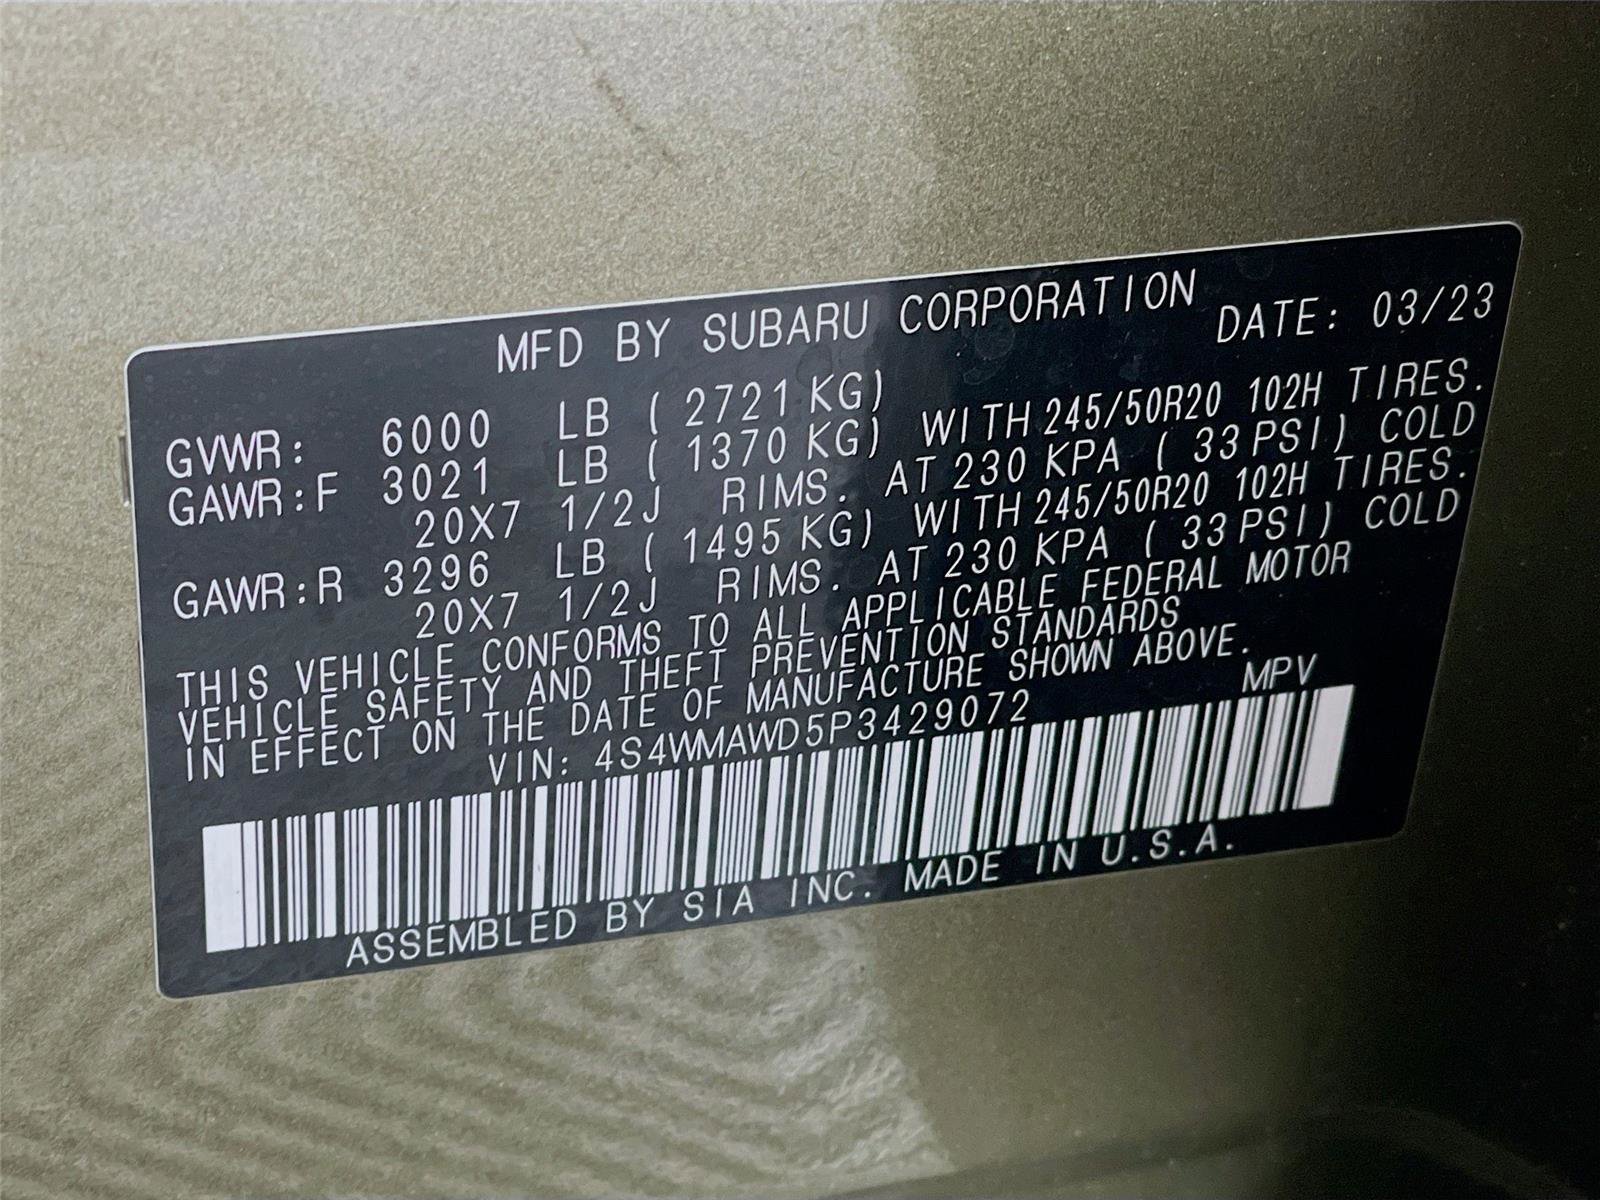 MFD BY SUBARU CORPORATION
DATE: 03/23
GVWR: 6000 LB ( 2721 KG)
GAWR:F 3021 LB ( 1370 KG) WITH 245/50R20 102H TIRES.
20X7 1/2J RIMS. AT 230 KPA ( 33 PSI) COLD
GAWR:R 3296 LB ( 1495 KG) WITH 245/50R20 102H TIRES.
20X7 1/2J RIMS. AT 230 KPA ( 33 PSI) COLD
THIS VEHICLE CONFORMS TO ALL APPLICABLE FEDERAL MOTOR
VEHICLE SAFETY AND THEFT PREVENTION STANDARDS
IN EFFECT ON THE DATE OF MANUFACTURE SHOWN ABOVE.
VIN: 4S4WMAWD5P3429072 MPV
ASSEMBLED BY SIA INC. MADE IN U.S.A.